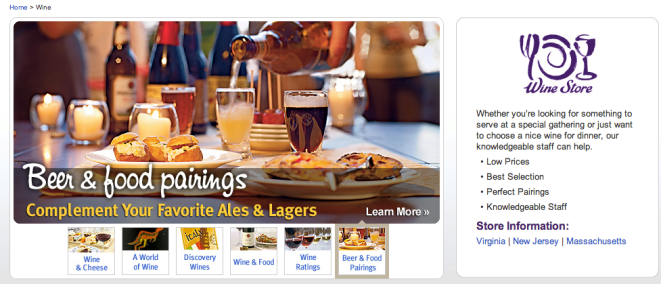 Home > Wine
Beer & food pairings
Complement Your Favorite Ales & Lagers
Learn More »
Wine
& Cheese
A World
of Wine
Discovery
Wines
Wine & Food
Wine
Ratings
Beer & Food
Pairings
Wine Store
Whether you're looking for something to
serve at a special gathering or just want
to choose a nice wine for dinner, our
knowledgeable staff can help.
• Low Prices
• Best Selection
• Perfect Pairings
• Knowledgeable Staff
Store Information:
Virginia | New Jersey | Massachusetts